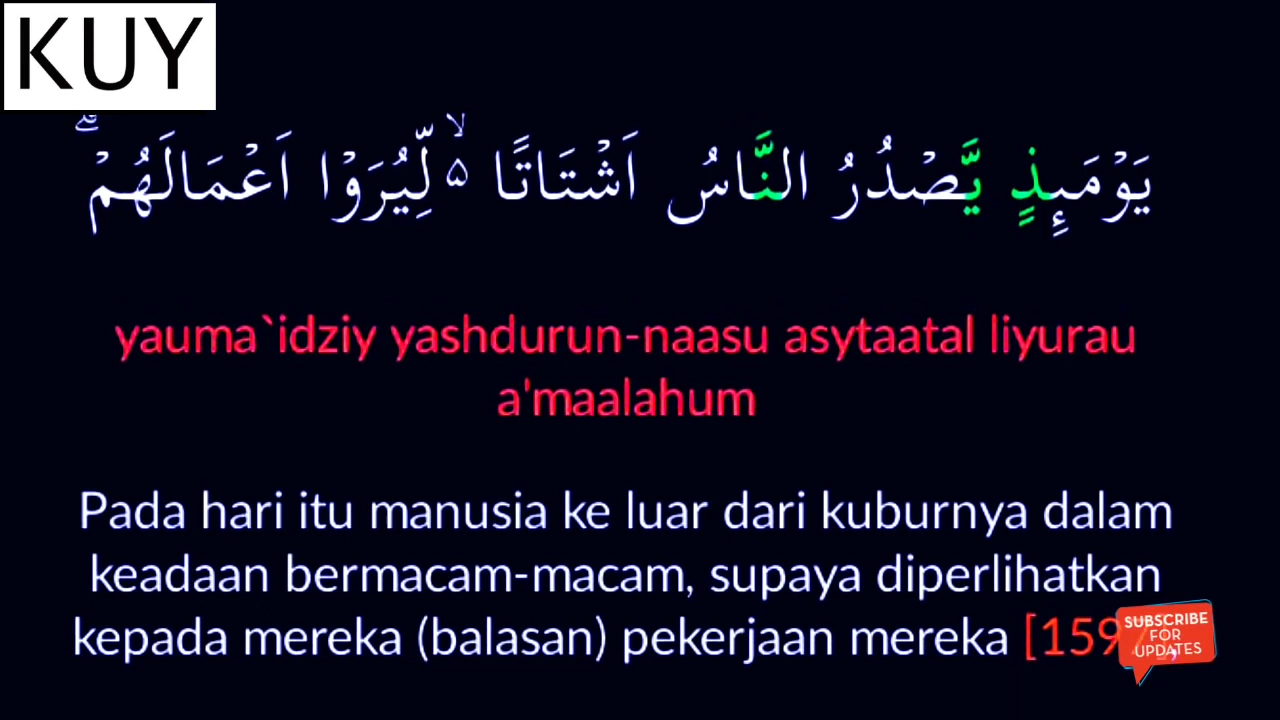 KUY
يَوْمَىِٕذٍ يَّصْدُرُ النَّاسُ اَشْتَاتًا ەۙ لِّيُرَوْا اَعْمَالَهُمْۗ
yauma`idziy yashdurun-naasu asytaatal liyurau
a'maalahum
Pada hari itu manusia ke luar dari kuburnya dalam
keadaan bermacam-macam, supaya diperlihatkan
kepada mereka (balasan) pekerjaan mereka
SUBSCRIBE
FOR
UPDATES